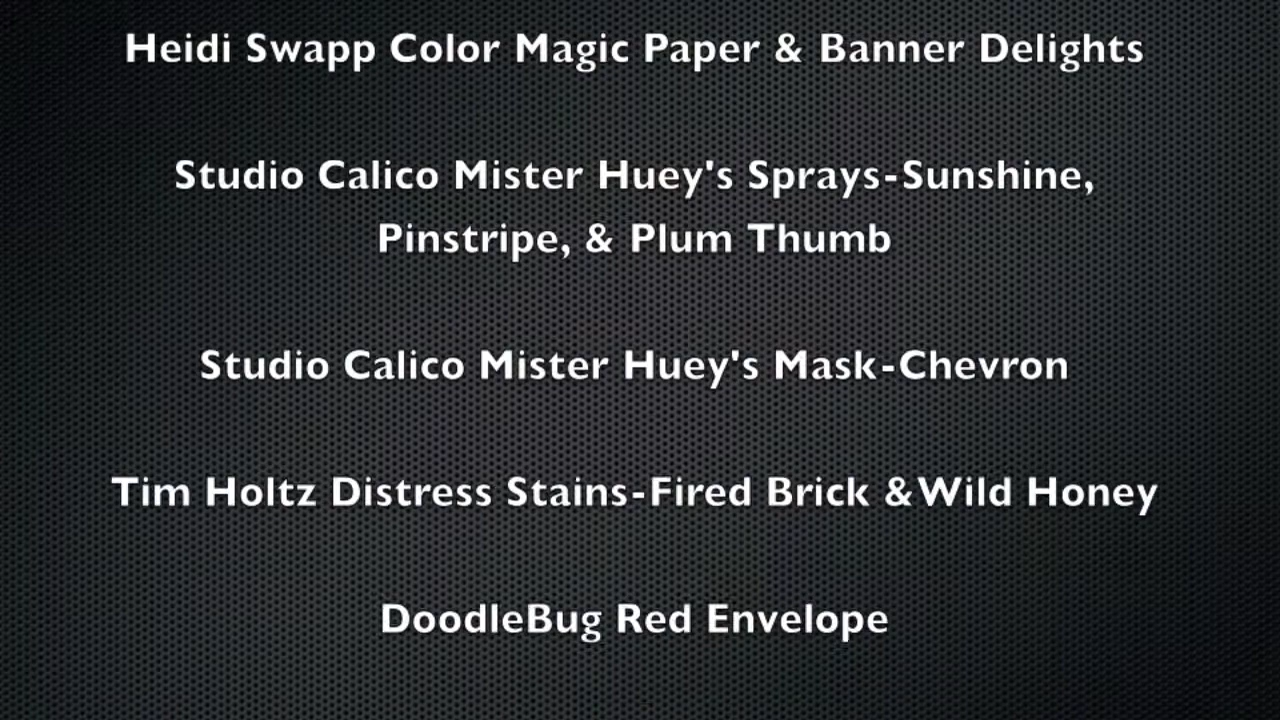 Heidi Swapp Color Magic Paper & Banner Delights
Studio Calico Mister Huey's Sprays-Sunshine,
Pinstripe, & Plum Thumb
Studio Calico Mister Huey's Mask-Chevron
Tim Holtz Distress Stains-Fired Brick &Wild Honey
DoodleBug Red Envelope